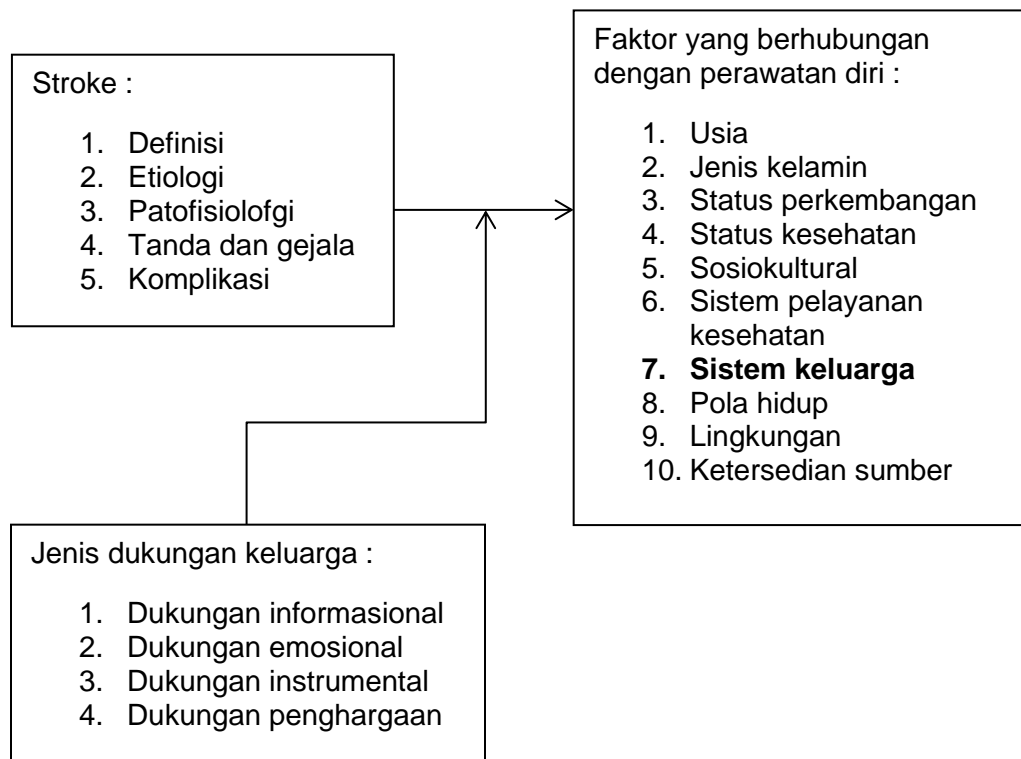 Stroke :
1. Definisi
2. Etiologi
3. Patofisiolofgi
4. Tanda dan gejala
5. Komplikasi
Faktor yang berhubungan
dengan perawatan diri :
1. Usia
2. Jenis kelamin
3. Status perkembangan
4. Status kesehatan
5. Sosiokultural
6. Sistem pelayanan
kesehatan
7. Sistem keluarga
8. Pola hidup
9. Lingkungan
10. Ketersedian sumber
Jenis dukungan keluarga :
1. Dukungan informasional
2. Dukungan emosional
3. Dukungan instrumental
4. Dukungan penghargaan